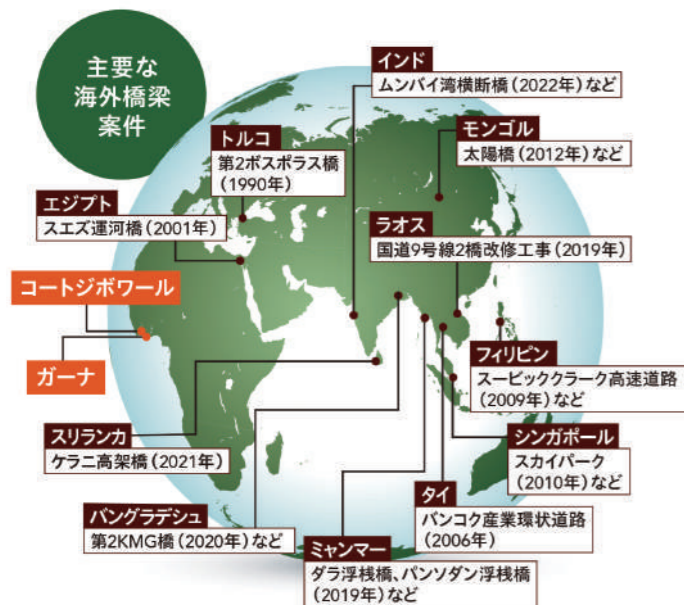 主要な
海外橋梁
案件
インド
ムンバイ湾横断橋(2022年)など
トルコ
第2ボスポラス橋
(1990年)
モンゴル
太陽橋(2012年)など
エジプト
スエズ運河橋(2001年)
ラオス
国道9号線2橋改修工事(2019年)
コートジボワール
ガーナ
フィリピン
スービッククラーク高速道路
(2009年)など
スリランカ
ケラニ高架橋(2021年)
シンガポール
スカイパーク
(2010年)など
バングラデシュ
第2KMG橋(2020年)など
タイ
バンコク産業環状道路
(2006年)
ミャンマー
ダラ浮桟橋、パンソダン浮桟橋
(2019年)など